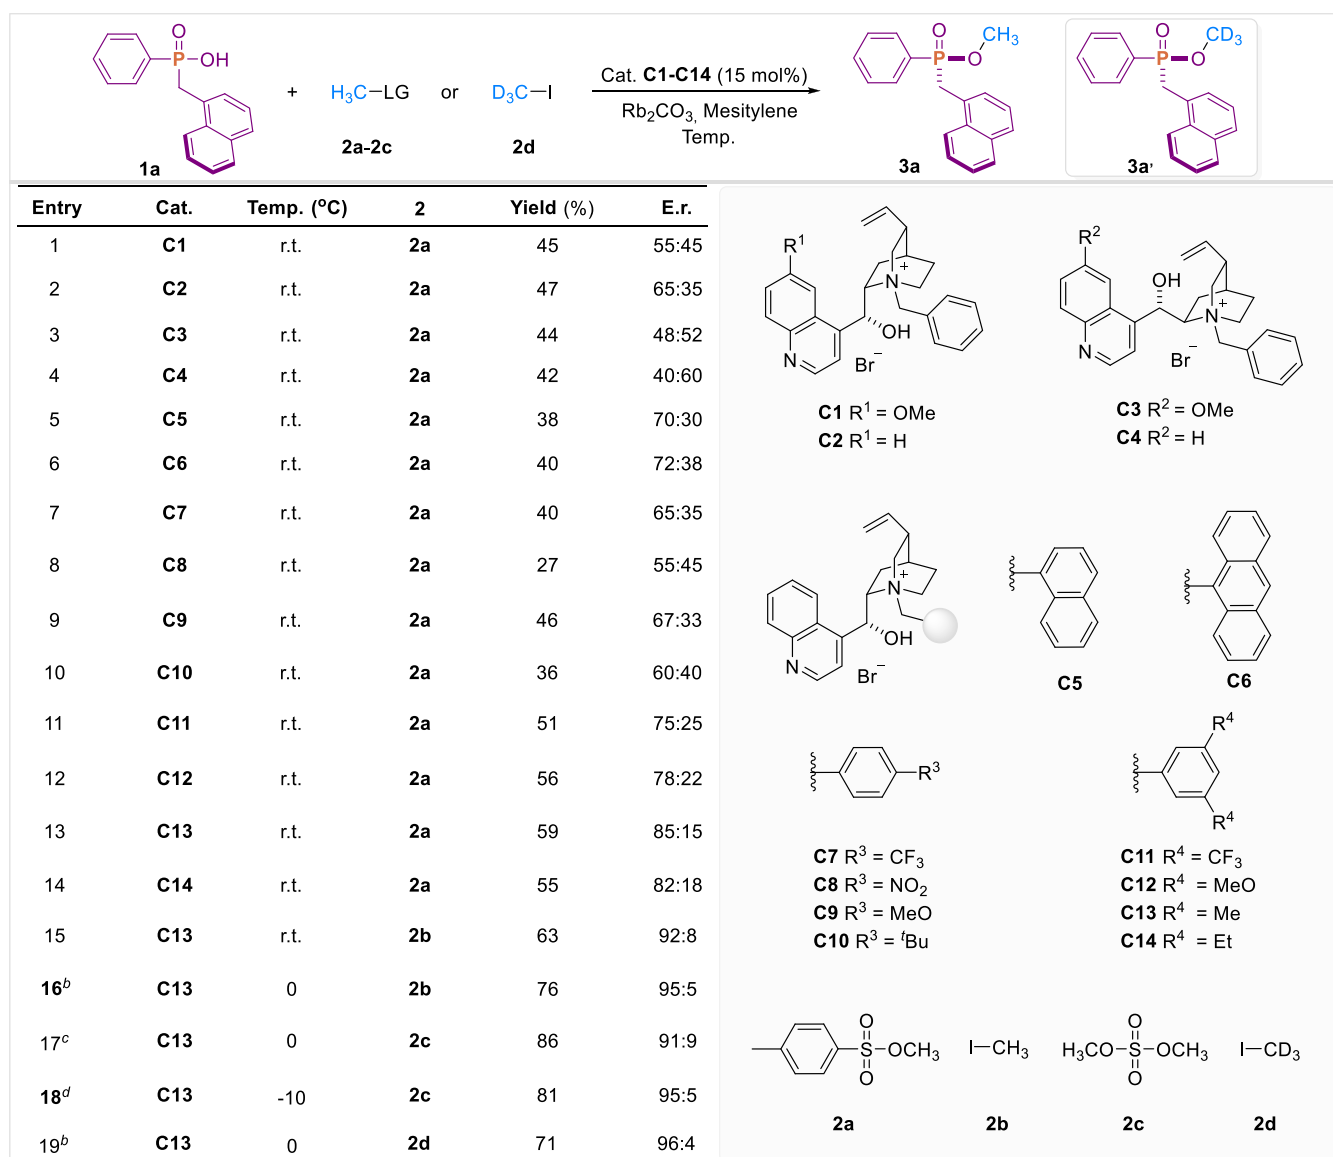 O
P
OH
1a
+
H3C—LG or D3C—I
2a-2c 2d
Cat. C1-C14 (15 mol%)
Rb2CO3, Mesitylene
Temp.
O CH3
P O
3a
O CD3
P O
3a'
Entry Cat. Temp. (oC) 2 Yield (%) E.r.
1 C1 r.t. 2a 45 55:45
2 C2 r.t. 2a 47 65:35
3 C3 r.t. 2a 44 48:52
4 C4 r.t. 2a 42 40:60
5 C5 r.t. 2a 38 70:30
6 C6 r.t. 2a 40 72:38
7 C7 r.t. 2a 40 65:35
8 C8 r.t. 2a 27 55:45
9 C9 r.t. 2a 46 67:33
10 C10 r.t. 2a 36 60:40
11 C11 r.t. 2a 51 75:25
12 C12 r.t. 2a 56 78:22
13 C13 r.t. 2a 59 85:15
14 C14 r.t. 2a 55 82:18
15 C13 r.t. 2b 63 92:8
16b C13 0 2b 76 95:5
17c C13 0 2c 86 91:9
18d C13 -10 2c 81 95:5
19b C13 0 2d 71 96:4
R1
N+
OH
N
Br−
C1 R1 = OMe
C2 R1 = H
R2
OH
N+
N
Br−
C3 R2 = OMe
C4 R2 = H
N+
OH
N
Br−
C5
C6
R3
C7 R3 = CF3
C8 R3 = NO2
C9 R3 = MeO
C10 R3 = tBu
R4
R4
C11 R4 = CF3
C12 R4 = MeO
C13 R4 = Me
C14 R4 = Et
O
S—OCH3
O
2a
I—CH3
2b
O
H3CO—S—OCH3
O
2c
I—CD3
2d